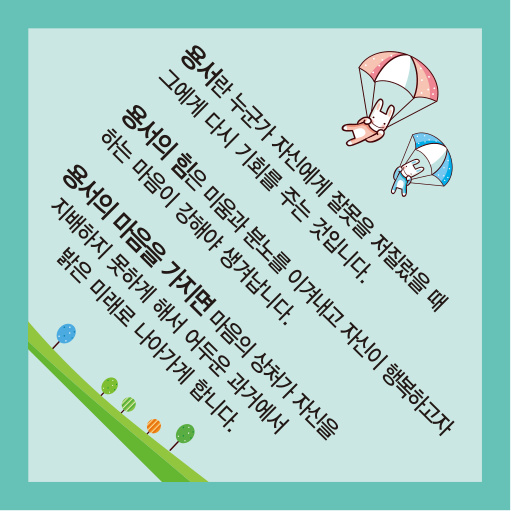 용서란 누군가 자신에게 잘못을 저질렀을 때
그에게 다시 기회를 주는 것입니다.
용서의 힘은 미움과 분노를 이겨내고 자신이 행복하고자
하는 마음이 강해야 생겨납니다.
용서의 마음을 가지면 마음의 상처가 자신을
지배하지 못하게 해서 어두운 과거에서
밝은 미래로 나아가게 합니다.